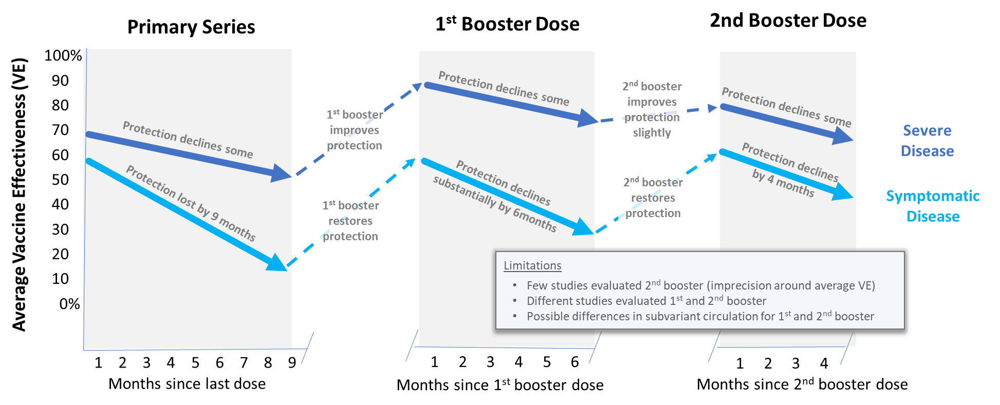 Primary Series
1st Booster Dose
2nd Booster Dose
Average Vaccine Effectiveness (VE)
100%
90
80
70
60
50
40
30
20
10
0%
Protection declines some
Protection lost by 9 months
1st booster
improves
protection
1st booster
restores
protection
Protection declines some
Protection declines
substantially by 6months
2nd booster
improves
protection
slightly
2nd booster
restores
protection
Protection declines some
Protection declines
by 4 months
Severe
Disease
Symptomatic
Disease
Limitations
• Few studies evaluated 2nd booster (imprecision around average VE)
• Different studies evaluated 1st and 2nd booster
• Possible differences in subvariant circulation for 1st and 2nd booster
1 2 3 4 5 6 7 8 9
Months since last dose
1 2 3 4 5 6
Months since 1st booster dose
1 2 3 4
Months since 2nd booster dose